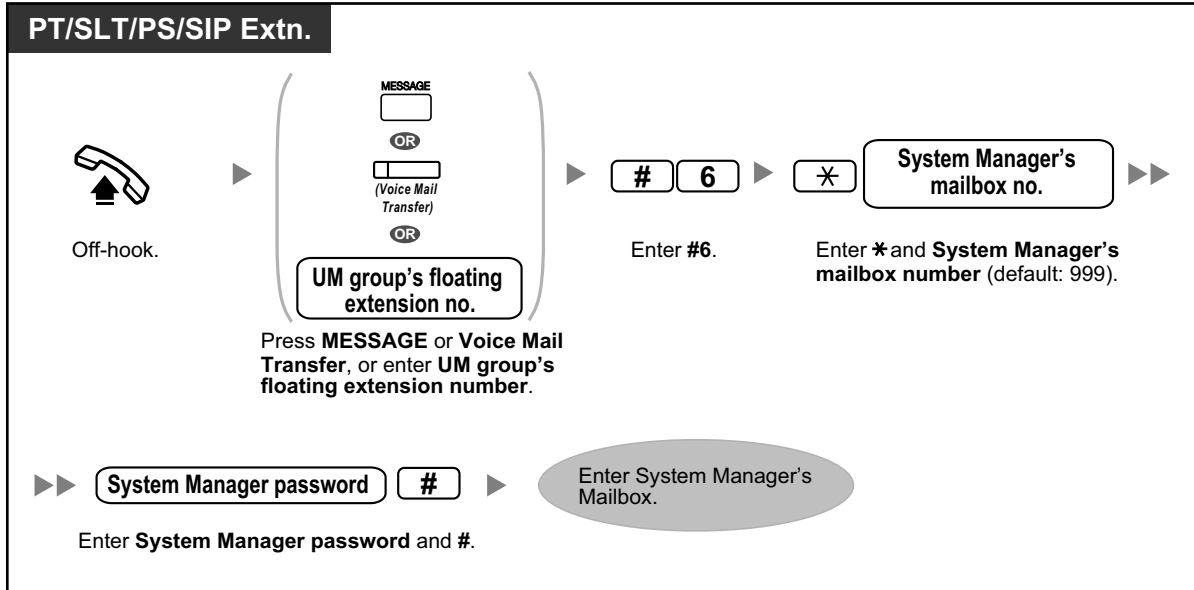 PT/SLT/PS/SIP Extn.
MESSAGE
OR
(Voice Mail
Transfer)
OR
UM group's floating
extension no.
# 6
* System Manager's
mailbox no.
Off-hook.
Press MESSAGE or Voice Mail
Transfer, or enter UM group's
floating extension number.
Enter #6.
Enter * and System Manager's
mailbox number (default: 999).
System Manager password #
Enter System Manager password and #.
Enter System Manager's
Mailbox.